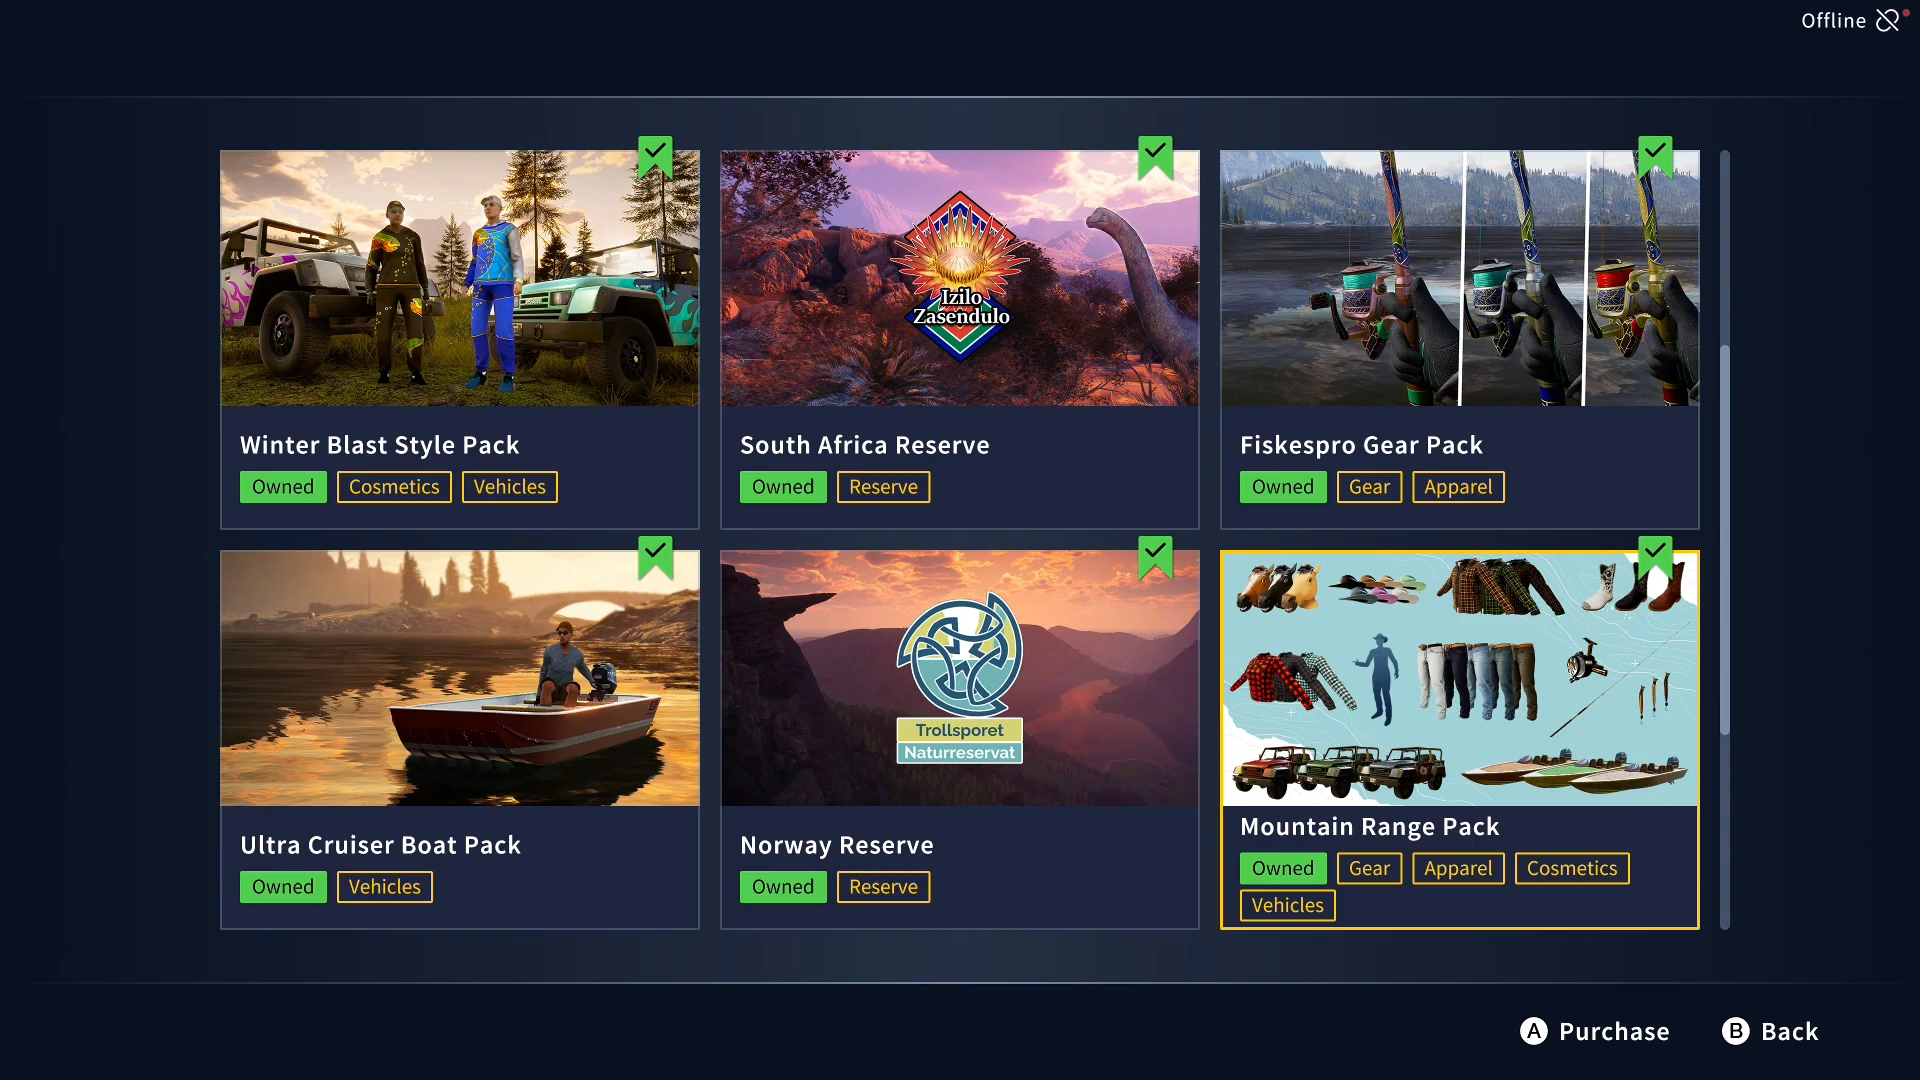 Offline
Winter Blast Style Pack
Owned Cosmetics Vehicles
Izilo
Zasendulo
South Africa Reserve
Owned Reserve
Fiskespro Gear Pack
Owned Gear Apparel
Ultra Cruiser Boat Pack
Owned Vehicles
Trollsporet
Naturreservat
Norway Reserve
Owned Reserve
Mountain Range Pack
Owned Gear Apparel Cosmetics
Vehicles
A Purchase B Back